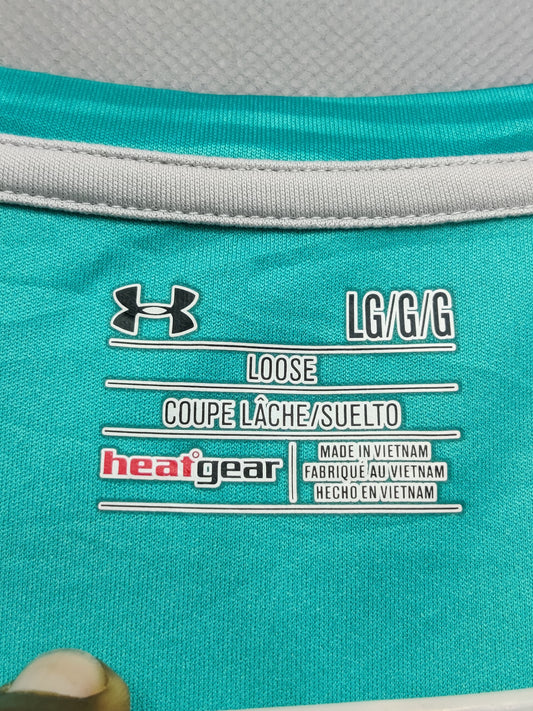 LG/G/G
LOOSE
COUPE LÂCHE/SUELTO
heatgear
MADE IN VIETNAM
FABRIQUÉ AU VIETNAM
HECHO EN VIETNAM